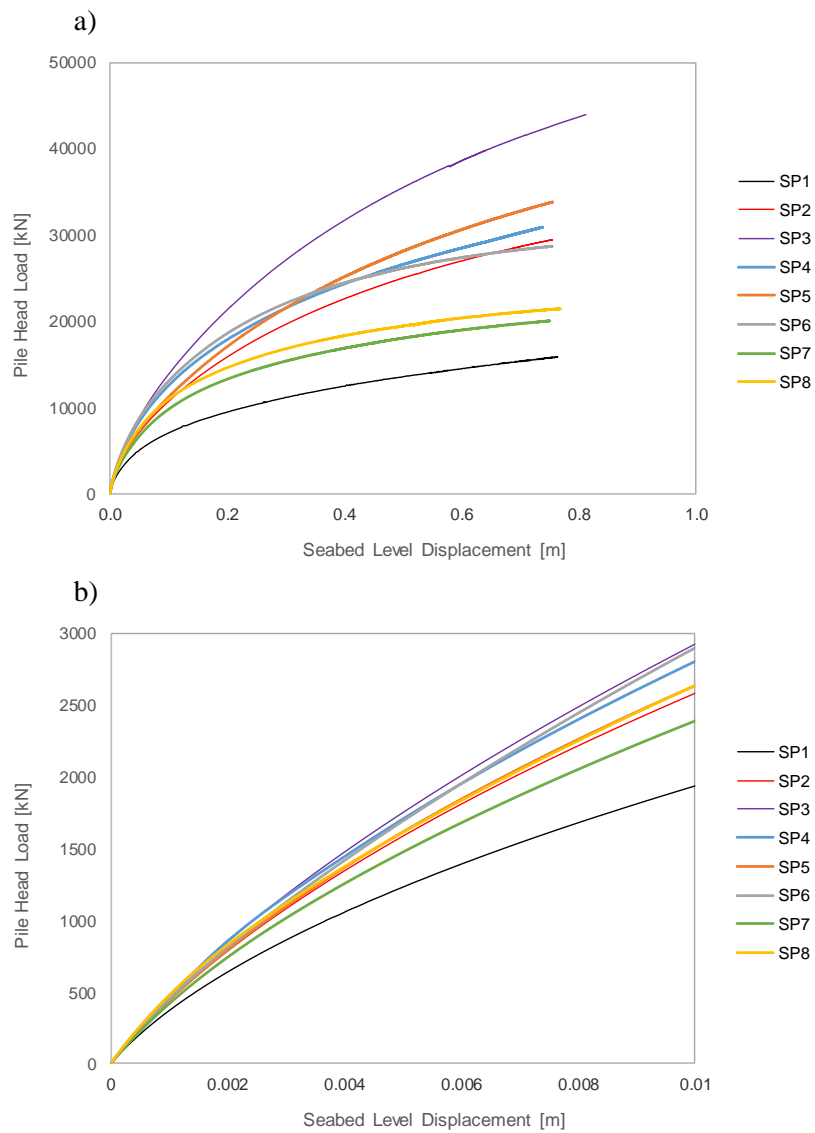 a)
50000
40000
30000
20000
10000
0
Pile Head Load [kN]
0.0 0.2 0.4 0.6 0.8 1.0
Seabed Level Displacement [m]
SP1
SP2
SP3
SP4
SP5
SP6
SP7
SP8
b)
3000
2500
2000
1500
1000
500
0
Pile Head Load [kN]
0 0.002 0.004 0.006 0.008 0.01
Seabed Level Displacement [m]
SP1
SP2
SP3
SP4
SP5
SP6
SP7
SP8